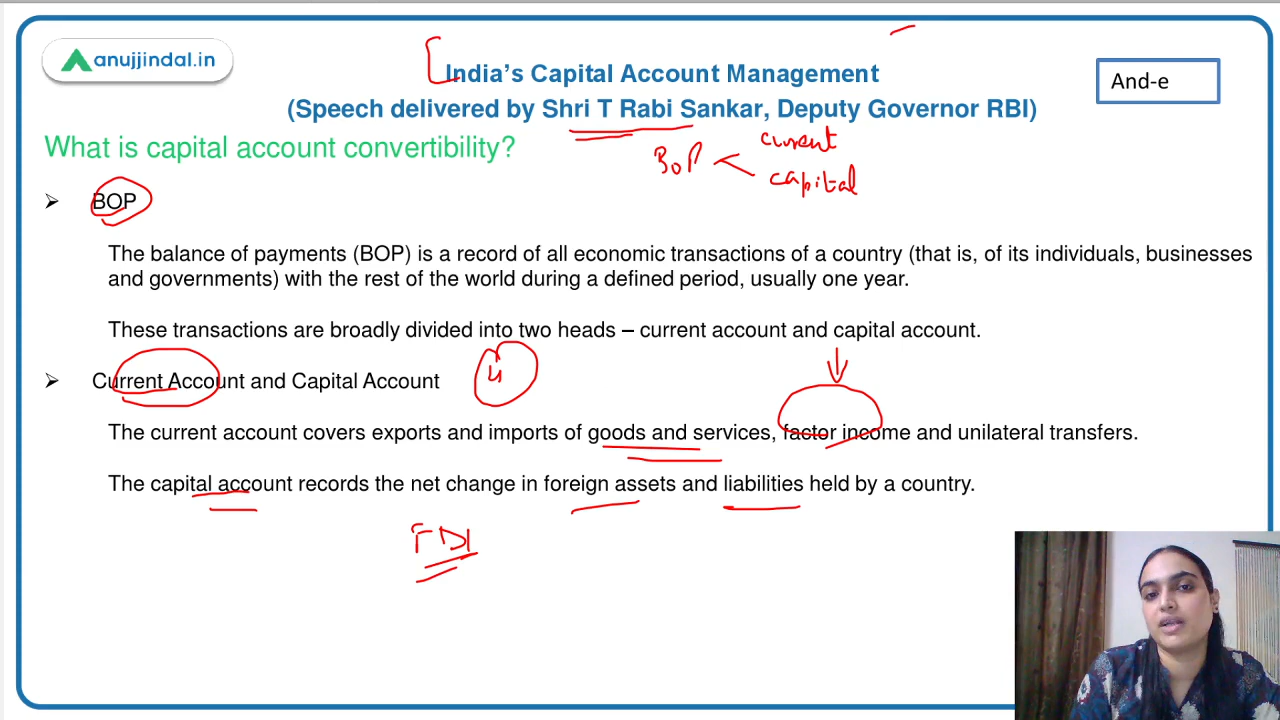 anujjindal.in
India's Capital Account Management
(Speech delivered by Shri T Rabi Sankar, Deputy Governor RBI)
And-e
What is capital account convertibility?
BOP < current
capital
➤ BOP
The balance of payments (BOP) is a record of all economic transactions of a country (that is, of its individuals, businesses
and governments) with the rest of the world during a defined period, usually one year.
These transactions are broadly divided into two heads – current account and capital account.
➤ Current Account and Capital Account
The current account covers exports and imports of goods and services, factor income and unilateral transfers.
The capital account records the net change in foreign assets and liabilities held by a country.
FDI